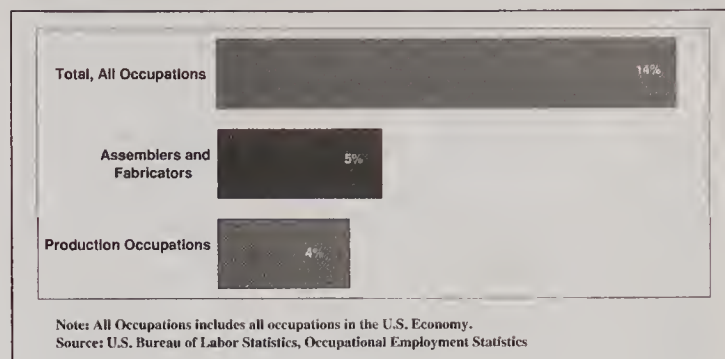 Total, All Occupations
14%
Assemblers and
Fabricators
5%
Production Occupations
4%
Note: All Occupations includes all occupations in the U.S. Economy.
Source: U.S. Bureau of Labor Statistics, Occupational Employment Statistics